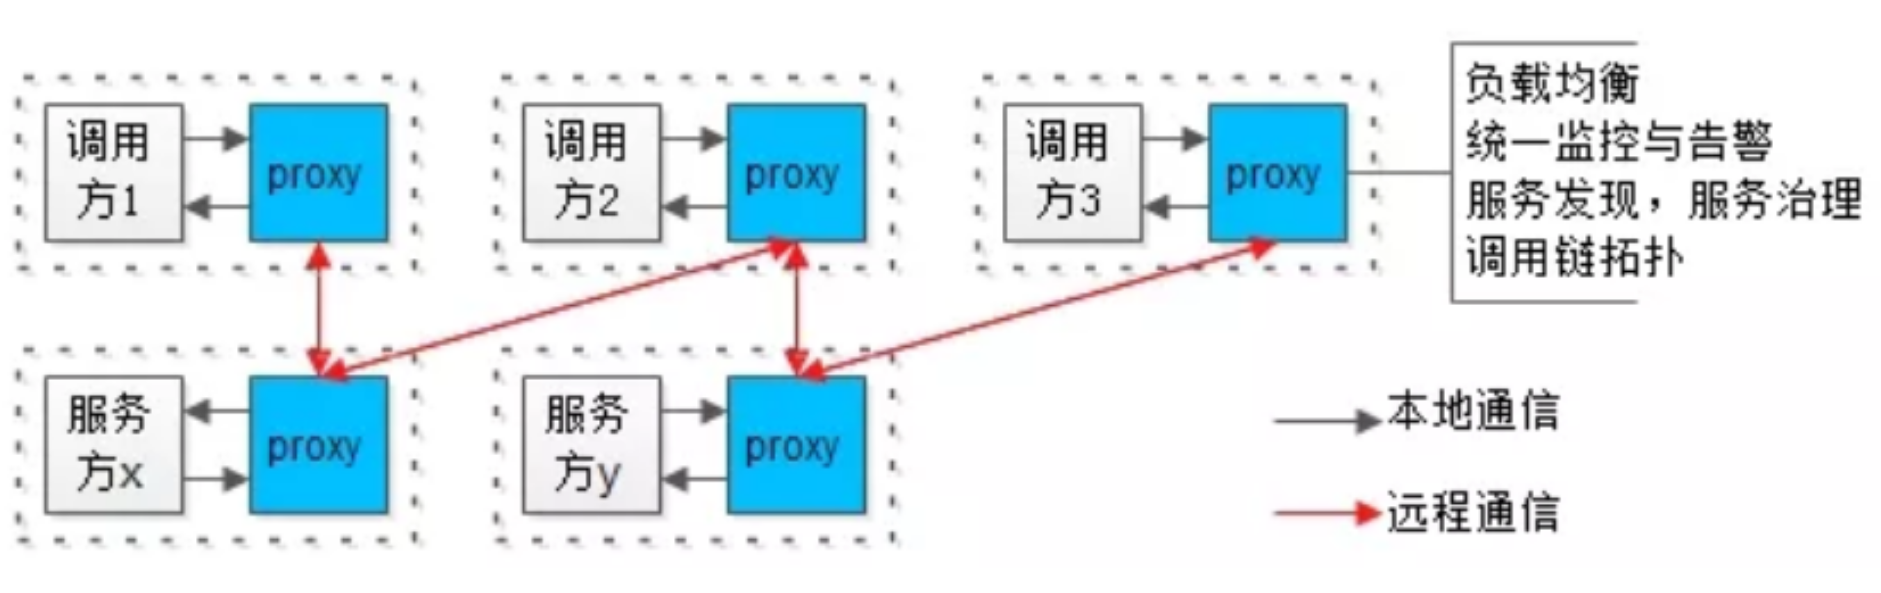 调用
方1
proxy
调用
方2
proxy
调用
方3
proxy
负载均衡
统一监控与告警
服务发现，服务治理
调用链拓扑
服务
方x
proxy
服务
方y
proxy
本地通信
远程通信